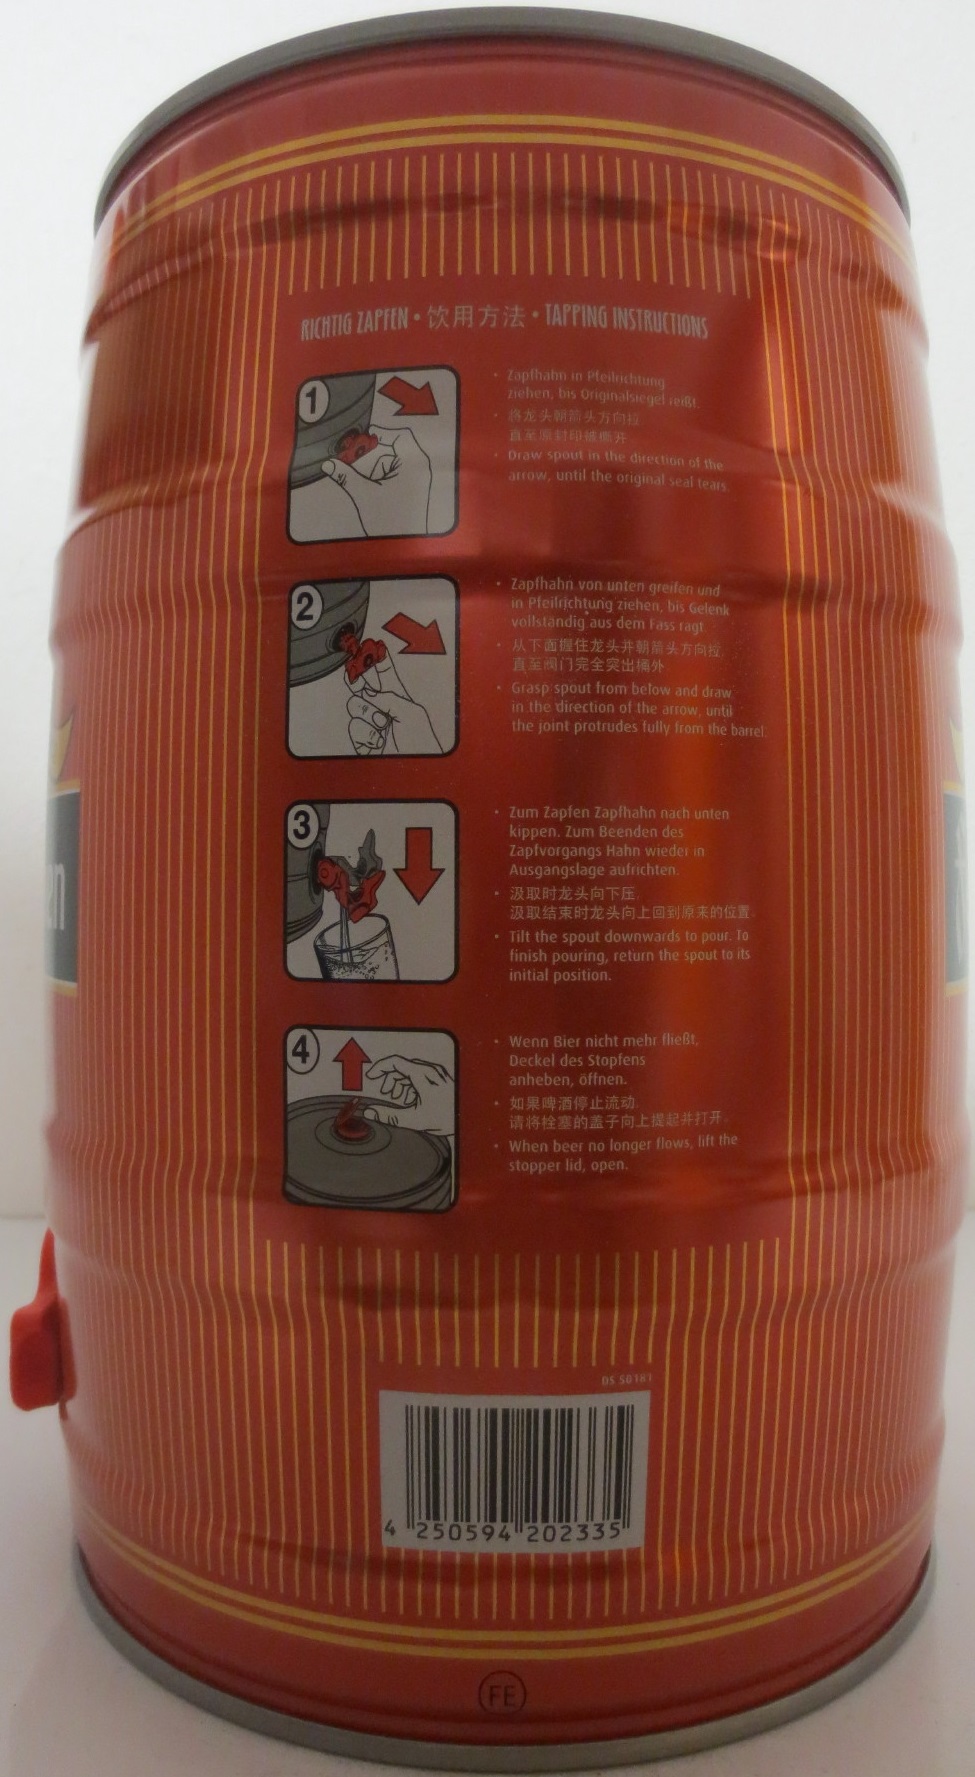 RICHTIG ZAPFEN • 饮用方法 • TAPPING INSTRUCTIONS
1
• Zapfhahn in Pfeilrichtung
ziehen, bis Originalsiegel reißt.
• 将龙头朝箭头方向拉
直至原封印被撕开
• Draw spout in the direction of the
arrow, until the original seal tears.
2
• Zapfhahn von unten greifen und
in Pfeilrichtung ziehen, bis Gelenk
vollständig aus dem Fass ragt.
• 从下面握住龙头并朝箭头方向拉,
直至阀门完全突出桶外
• Grasp spout from below and draw
in the direction of the arrow, until
the joint protrudes fully from the barrel.
3
• Zum Zapfen Zapfhahn nach unten
kippen. Zum Beenden des
Zapfvorgangs Hahn wieder in
Ausgangslage aufrichten.
• 汲取时龙头向下压.
汲取结束时龙头向上回到原来的位置.
• Tilt the spout downwards to pour. To
finish pouring, return the spout to its
initial position.
4
• Wenn Bier nicht mehr fließt,
Deckel des Stopfens
anheben, öffnen.
• 如果啤酒停止流动.
请将栓塞的盖子向上提起并打开.
• When beer no longer flows, lift the
stopper lid, open.
DS 50181
4 250594 202335
FE